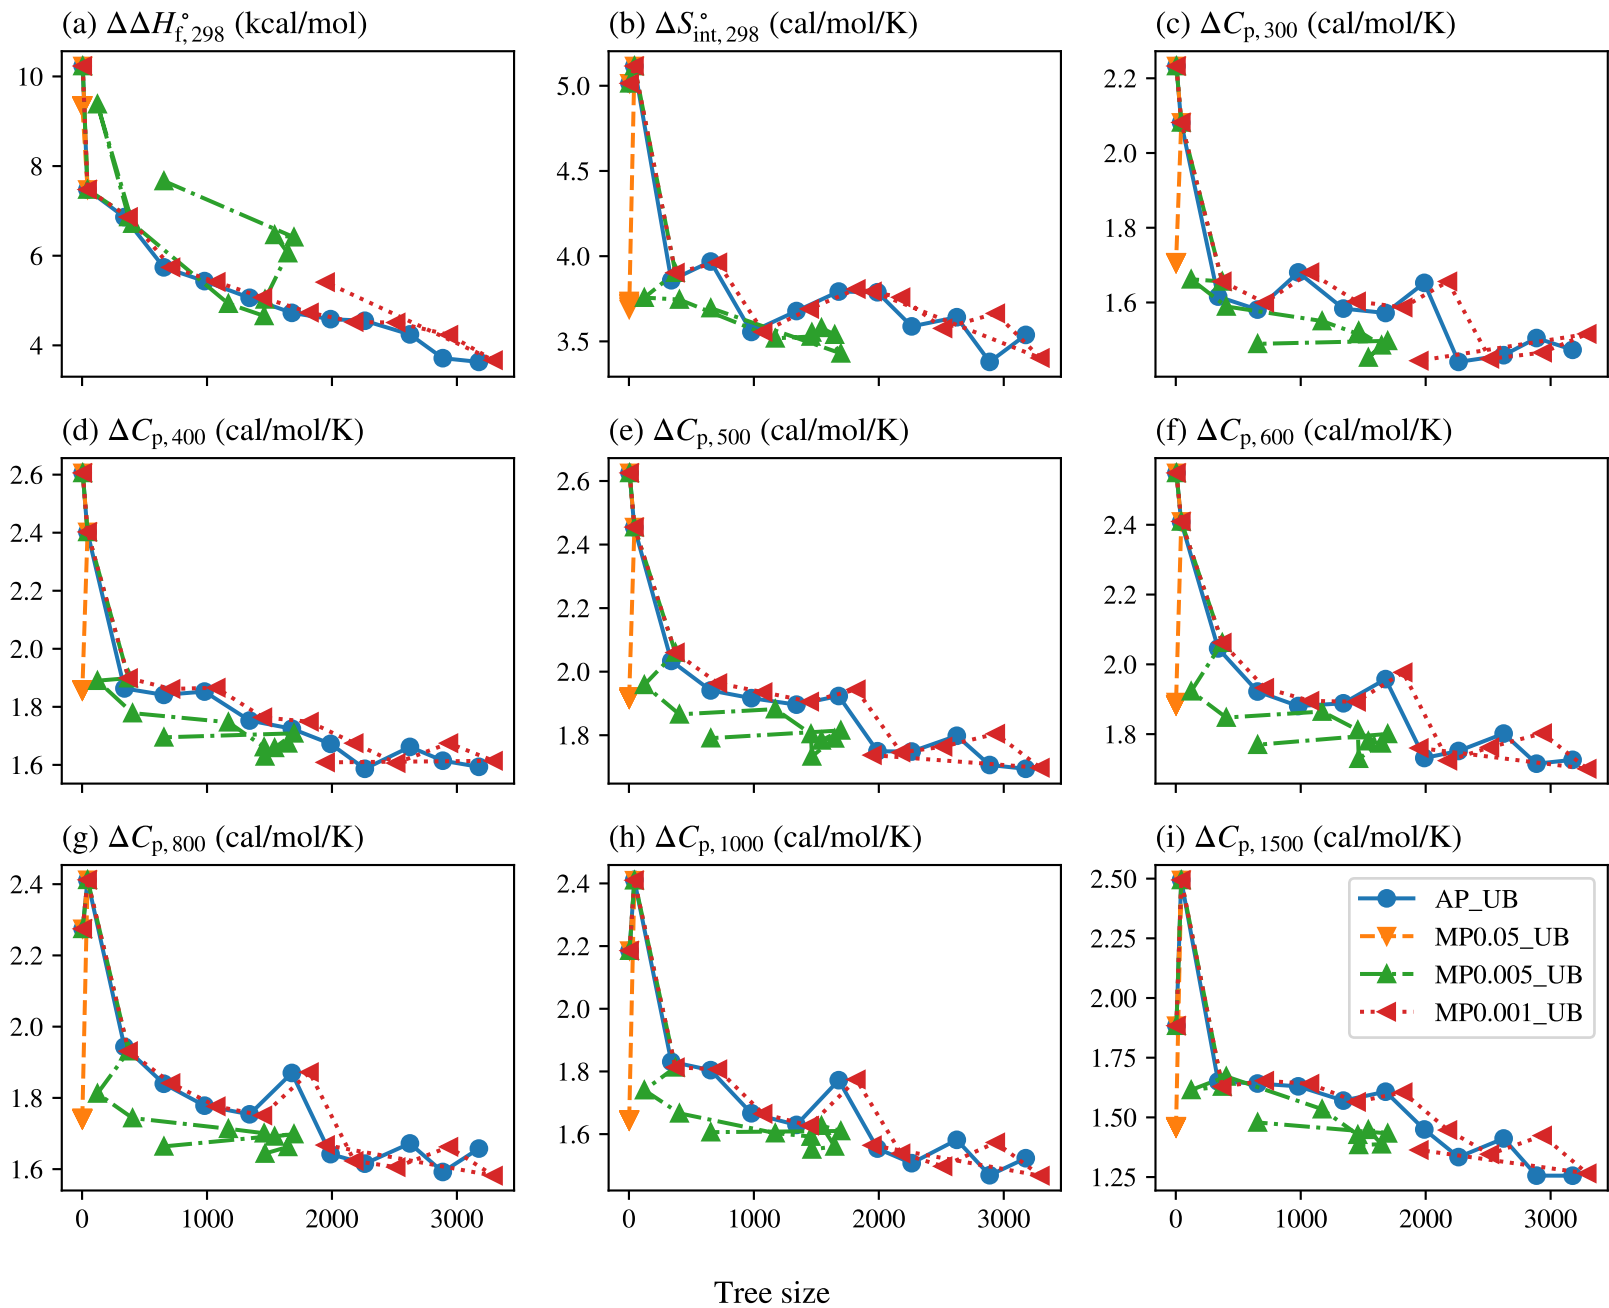 (a) ΔΔH°f, 298 (kcal/mol)
(b) ΔS°int, 298 (cal/mol/K)
(c) ΔCp, 300 (cal/mol/K)
10
8
6
4
5.0
4.5
4.0
3.5
2.2
2.0
1.8
1.6
(d) ΔCp, 400 (cal/mol/K)
(e) ΔCp, 500 (cal/mol/K)
(f) ΔCp, 600 (cal/mol/K)
2.6
2.4
2.2
2.0
1.8
1.6
2.6
2.4
2.2
2.0
1.8
2.4
2.2
2.0
1.8
(g) ΔCp, 800 (cal/mol/K)
(h) ΔCp, 1000 (cal/mol/K)
(i) ΔCp, 1500 (cal/mol/K)
2.4
2.2
2.0
1.8
1.6
0 1000 2000 3000
2.4
2.2
2.0
1.8
1.6
0 1000 2000 3000
2.50
2.25
2.00
1.75
1.50
1.25
0 1000 2000 3000
AP_UB
MP0.05_UB
MP0.005_UB
MP0.001_UB
Tree size